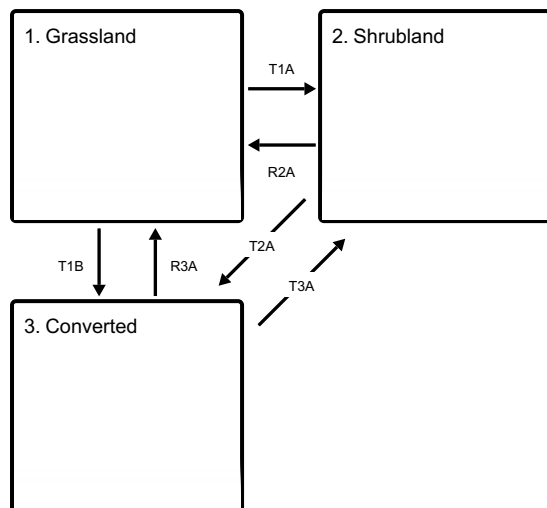 1. Grassland
2. Shrubland
T1A
R2A
T1B
R3A
T2A
T3A
3. Converted